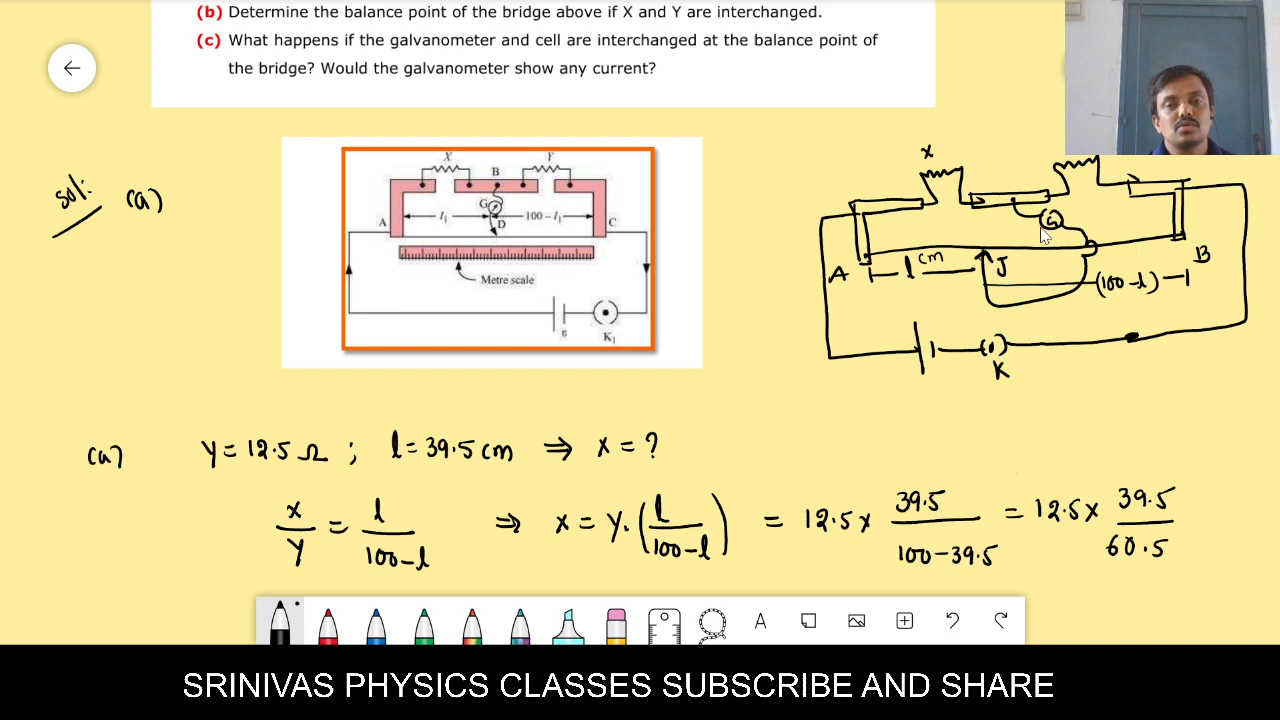 (b) Determine the balance point of the bridge above if X and Y are interchanged.
(c) What happens if the galvanometer and cell are interchanged at the balance point of
the bridge? Would the galvanometer show any current?
Sol: (a)
X Y
B
G
A l₁ 100 – l₁ C
D
Metre scale
ε K₁
x
G
A l cm J (100-l) B
K
(a) Y = 12.5 Ω ; l = 39.5 cm ⇒ X = ?
x/Y = l/(100-l) ⇒ x = Y.(l/(100-l)) = 12.5 x 39.5/(100-39.5) = 12.5 x 39.5/60.5
A
SRINIVAS PHYSICS CLASSES SUBSCRIBE AND SHARE